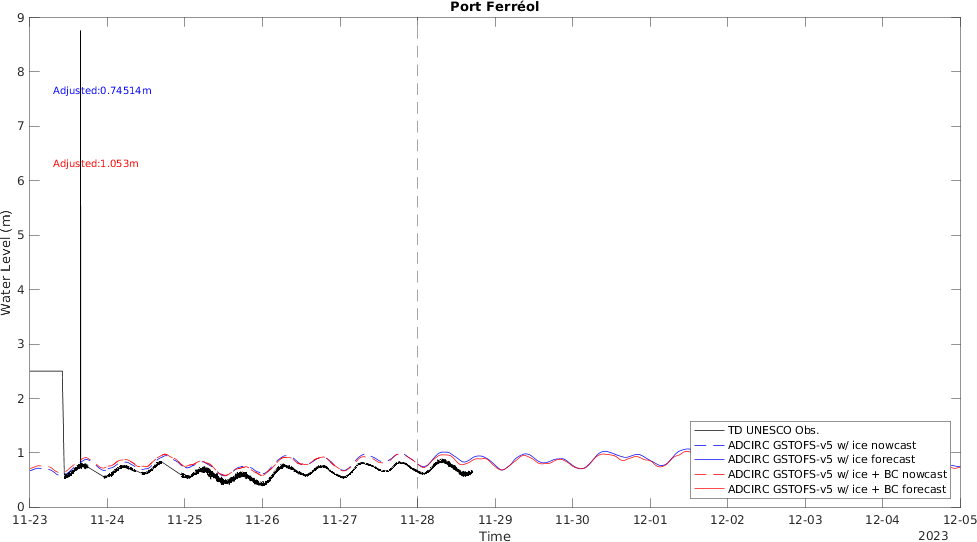 Port Ferréol
9
8
7
6
5
4
3
2
1
0
Water Level (m)
Adjusted:0.74514m
Adjusted:1.053m
TD UNESCO Obs.
ADCIRC GSTOFS-v5 w/ ice nowcast
ADCIRC GSTOFS-v5 w/ ice forecast
ADCIRC GSTOFS-v5 w/ ice + BC nowcast
ADCIRC GSTOFS-v5 w/ ice + BC forecast
11-23 11-24 11-25 11-26 11-27 11-28 11-29 11-30 12-01 12-02 12-03 12-04 12-05
Time
2023